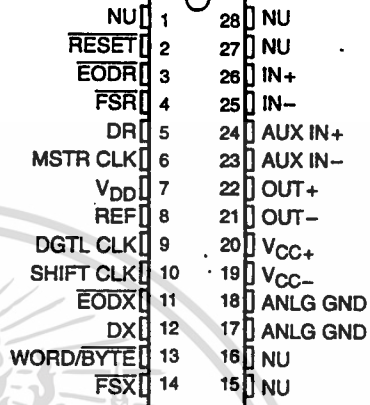 NU 1 28 NU
RESET 2 27 NU
EODR 3 26 IN+
FSR 4 25 IN−
DR 5 24 AUX IN+
MSTR CLK 6 23 AUX IN−
VDD 7 22 OUT+
REF 8 21 OUT−
DGTL CLK 9 20 VCC+
SHIFT CLK 10 19 VCC−
EODX 11 18 ANLG GND
DX 12 17 ANLG GND
WORD/BYTE 13 16 NU
FSX 14 15 NU